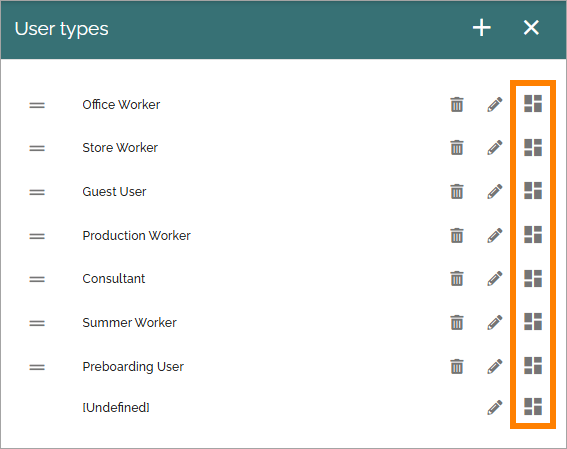 User types
Office Worker
Store Worker
Guest User
Production Worker
Consultant
Summer Worker
Preboarding User
[Undefined]